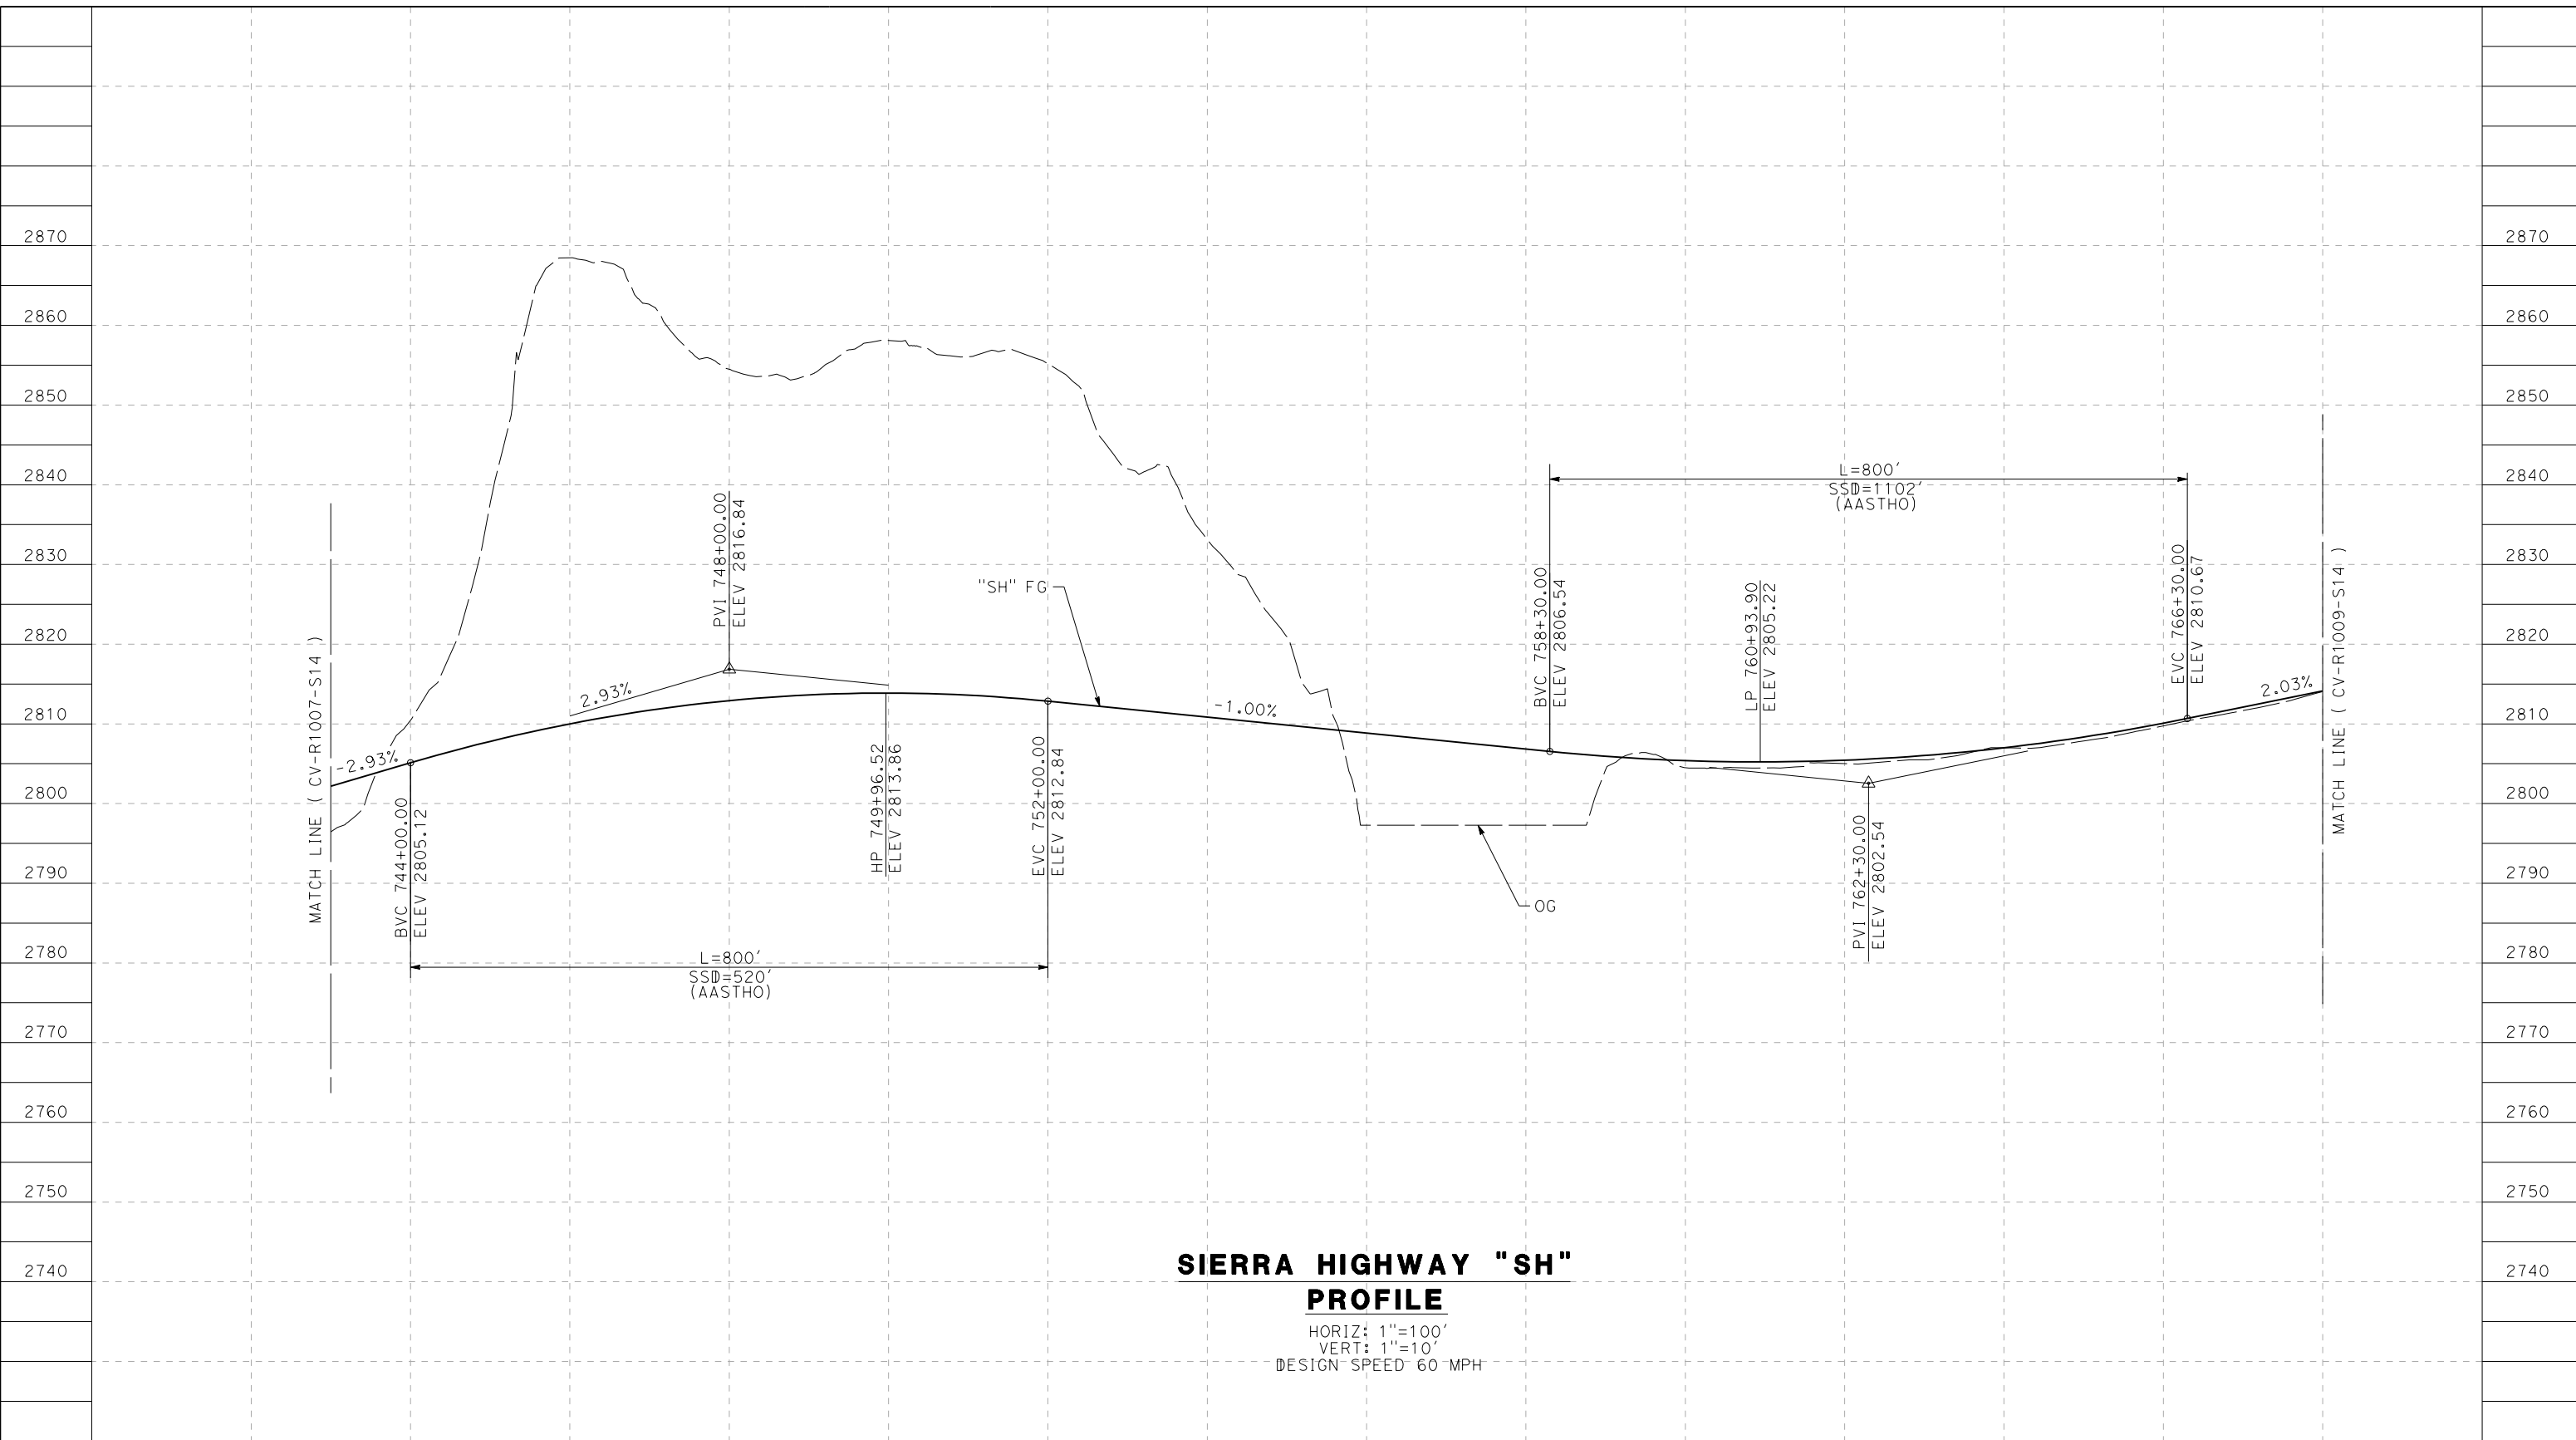 2870
2860
2850
2840
2830
2820
2810
2800
2790
2780
2770
2760
2750
2740
MATCH LINE ( CV-R1007-S14 )
-2.93%
BVC 744+00.00
ELEV 2805.12
2.93%
PVI 748+00.00
ELEV 2816.84
HP 749+96.52
ELEV 2813.86
EVC 752+00.00
ELEV 2812.84
L=800'
SSD=520'
(AASTHO)
"SH" FG
-1.00%
OG
BVC 758+30.00
ELEV 2806.54
LP 760+93.90
ELEV 2805.22
PVI 762+30.00
ELEV 2802.54
L=800'
SSD=1102'
(AASTHO)
EVC 766+30.00
ELEV 2810.67
2.03%
MATCH LINE ( CV-R1009-S14 )
2870
2860
2850
2840
2830
2820
2810
2800
2790
2780
2770
2760
2750
2740
SIERRA HIGHWAY "SH"
PROFILE
HORIZ: 1"=100'
VERT: 1"=10'
DESIGN SPEED 60 MPH